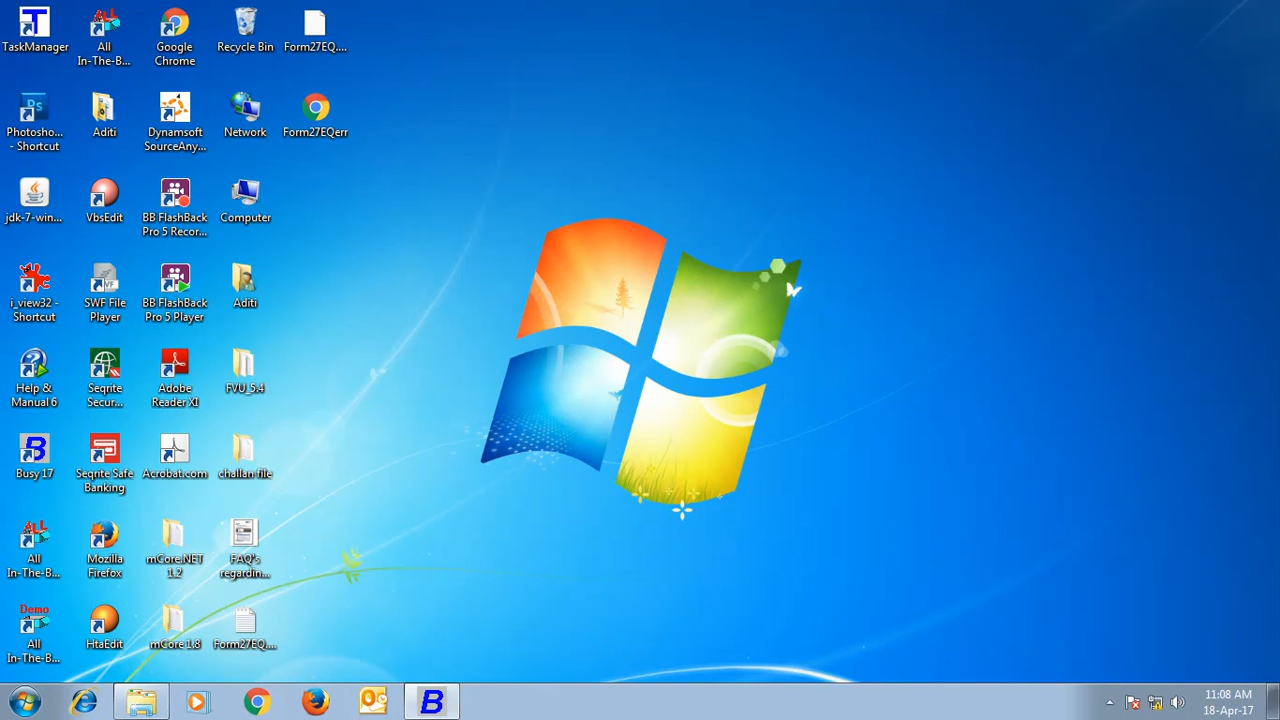 TaskManager
All
In-The-B...
Google
Chrome
Recycle Bin
Form27EQ....
Ps
Photosho...
- Shortcut
Aditi
Dynamsoft
SourceAny...
Network
Form27EQerr
jdk-7-win...
VbsEdit
BB FlashBack
Pro 5 Recor...
Computer
i_view32 -
Shortcut
SWF File
Player
BB FlashBack
Pro 5 Player
Aditi
Help &
Manual 6
Seqrite
Secur...
Adobe
Reader XI
FVU_5.4
B
Busy 17
Seqrite Safe
Banking
Acrobat.com
challan file
ALL
All
In-The-B...
Mozilla
Firefox
mCore.NET
1.2
FAQ's
regardin...
Demo
All
In-The-B...
HtaEdit
mCore 1.8
Form27EQ....
B
11:08 AM
18-Apr-17